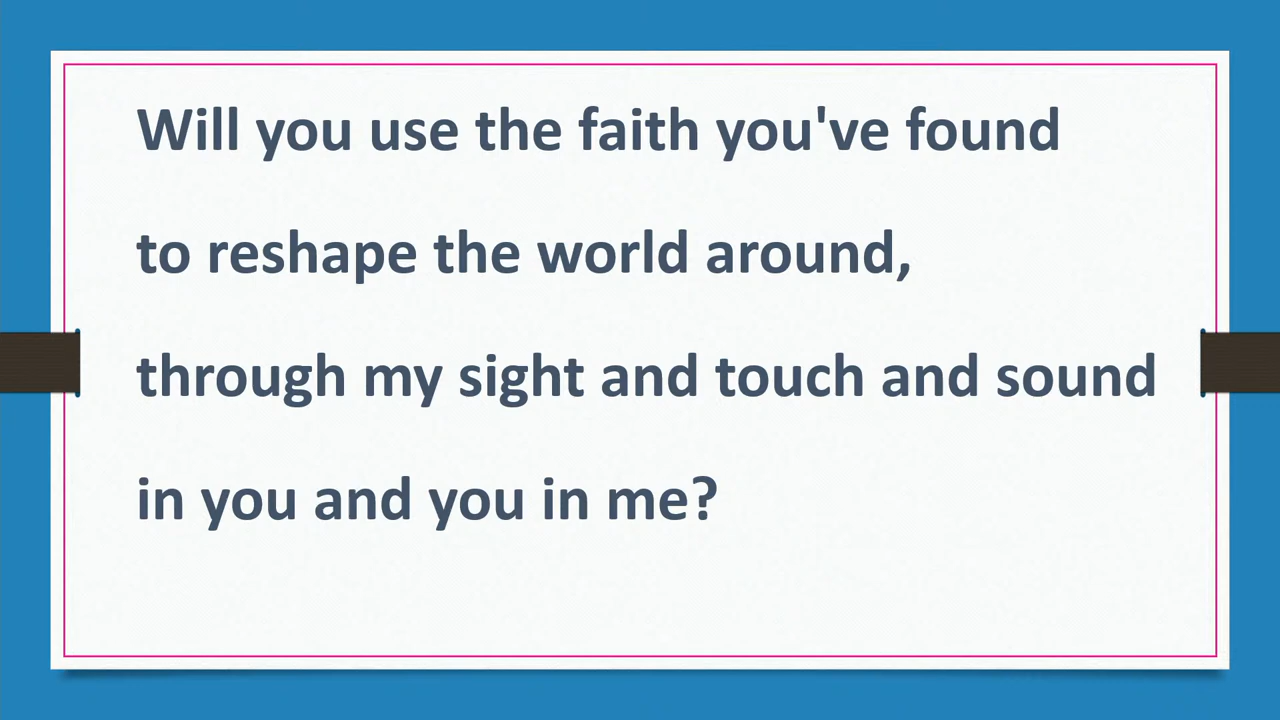 Will you use the faith you've found
to reshape the world around,
through my sight and touch and sound
in you and you in me?